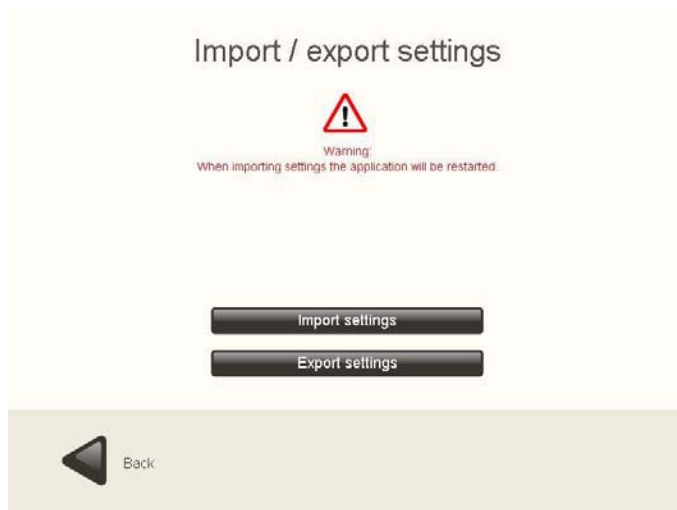 Import / export settings
Warning:
When importing settings the application will be restarted.
Import settings
Export settings
Back